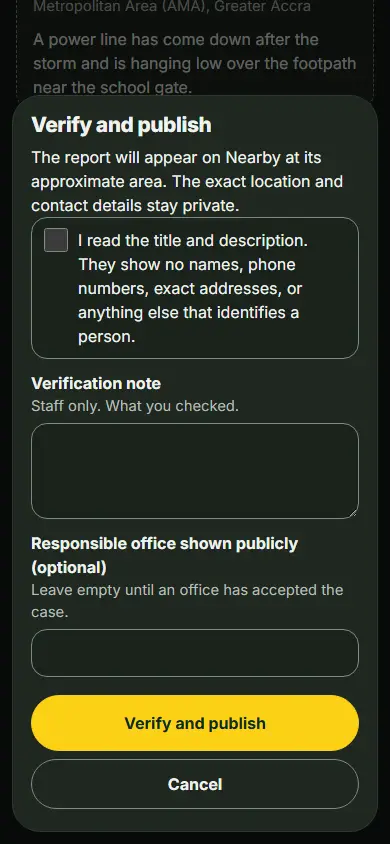 Metropolitan Area (AMA), Greater Accra
A power line has come down after the
storm and is hanging low over the footpath
near the school gate.
Verify and publish
The report will appear on Nearby at its
approximate area. The exact location and
contact details stay private.
I read the title and description.
They show no names, phone
numbers, exact addresses, or
anything else that identifies a
person.
Verification note
Staff only. What you checked.
Responsible office shown publicly
(optional)
Leave empty until an office has accepted the
case.
Verify and publish
Cancel